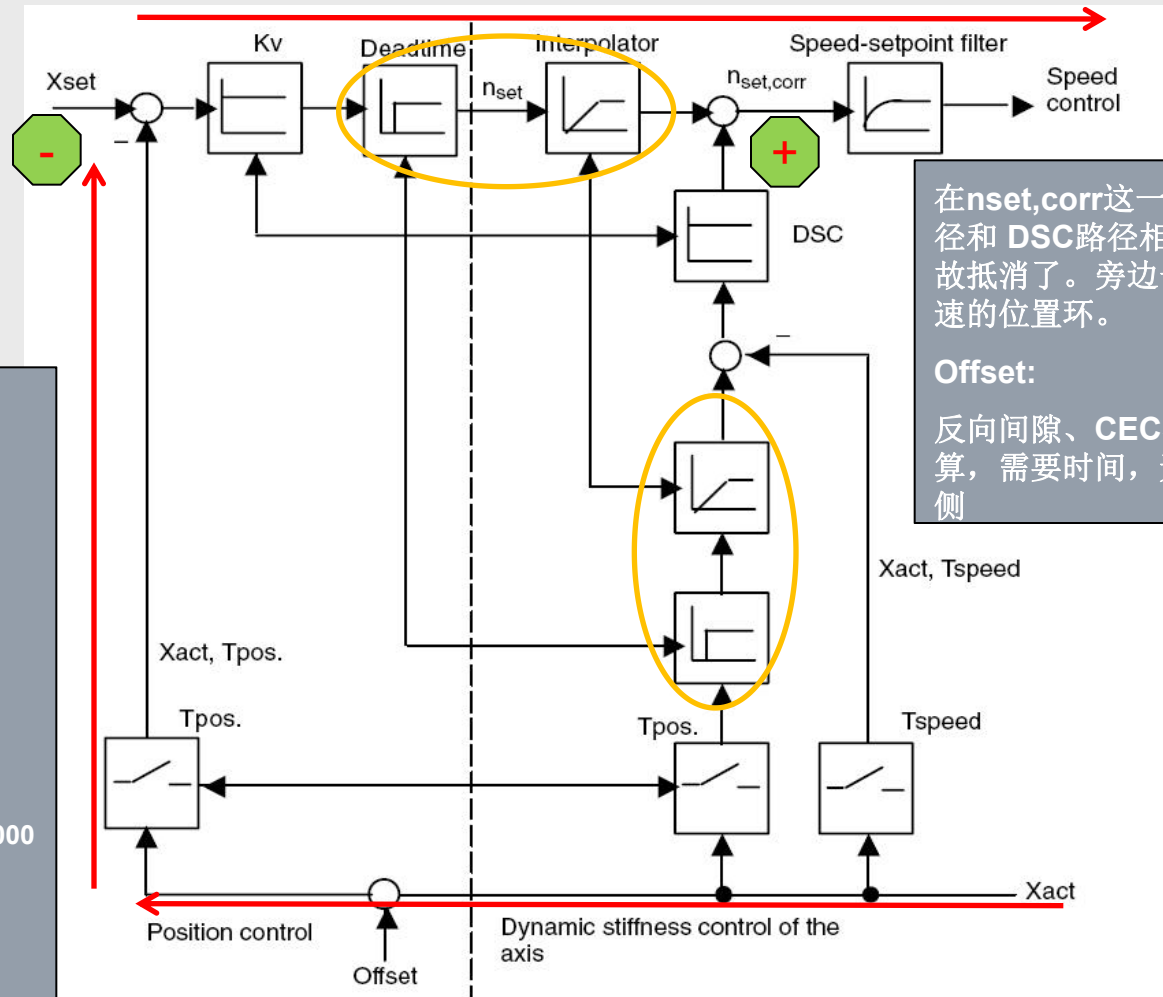 Kv
Deadtime
Interpolator
Speed-setpoint filter
Xset
nset
nset,corr
Speed
control
-
+
DSC
在nset,corr这一
径和 DSC路径相
故抵消了。旁边
速的位置环。
Offset:
反向间隙、CEC
算，需要时间，
侧
Xact, Tspeed
Xact, Tpos.
Tpos.
Tpos.
Tspeed
000
Xact
Position control
Dynamic stiffness control of the
axis
Offset